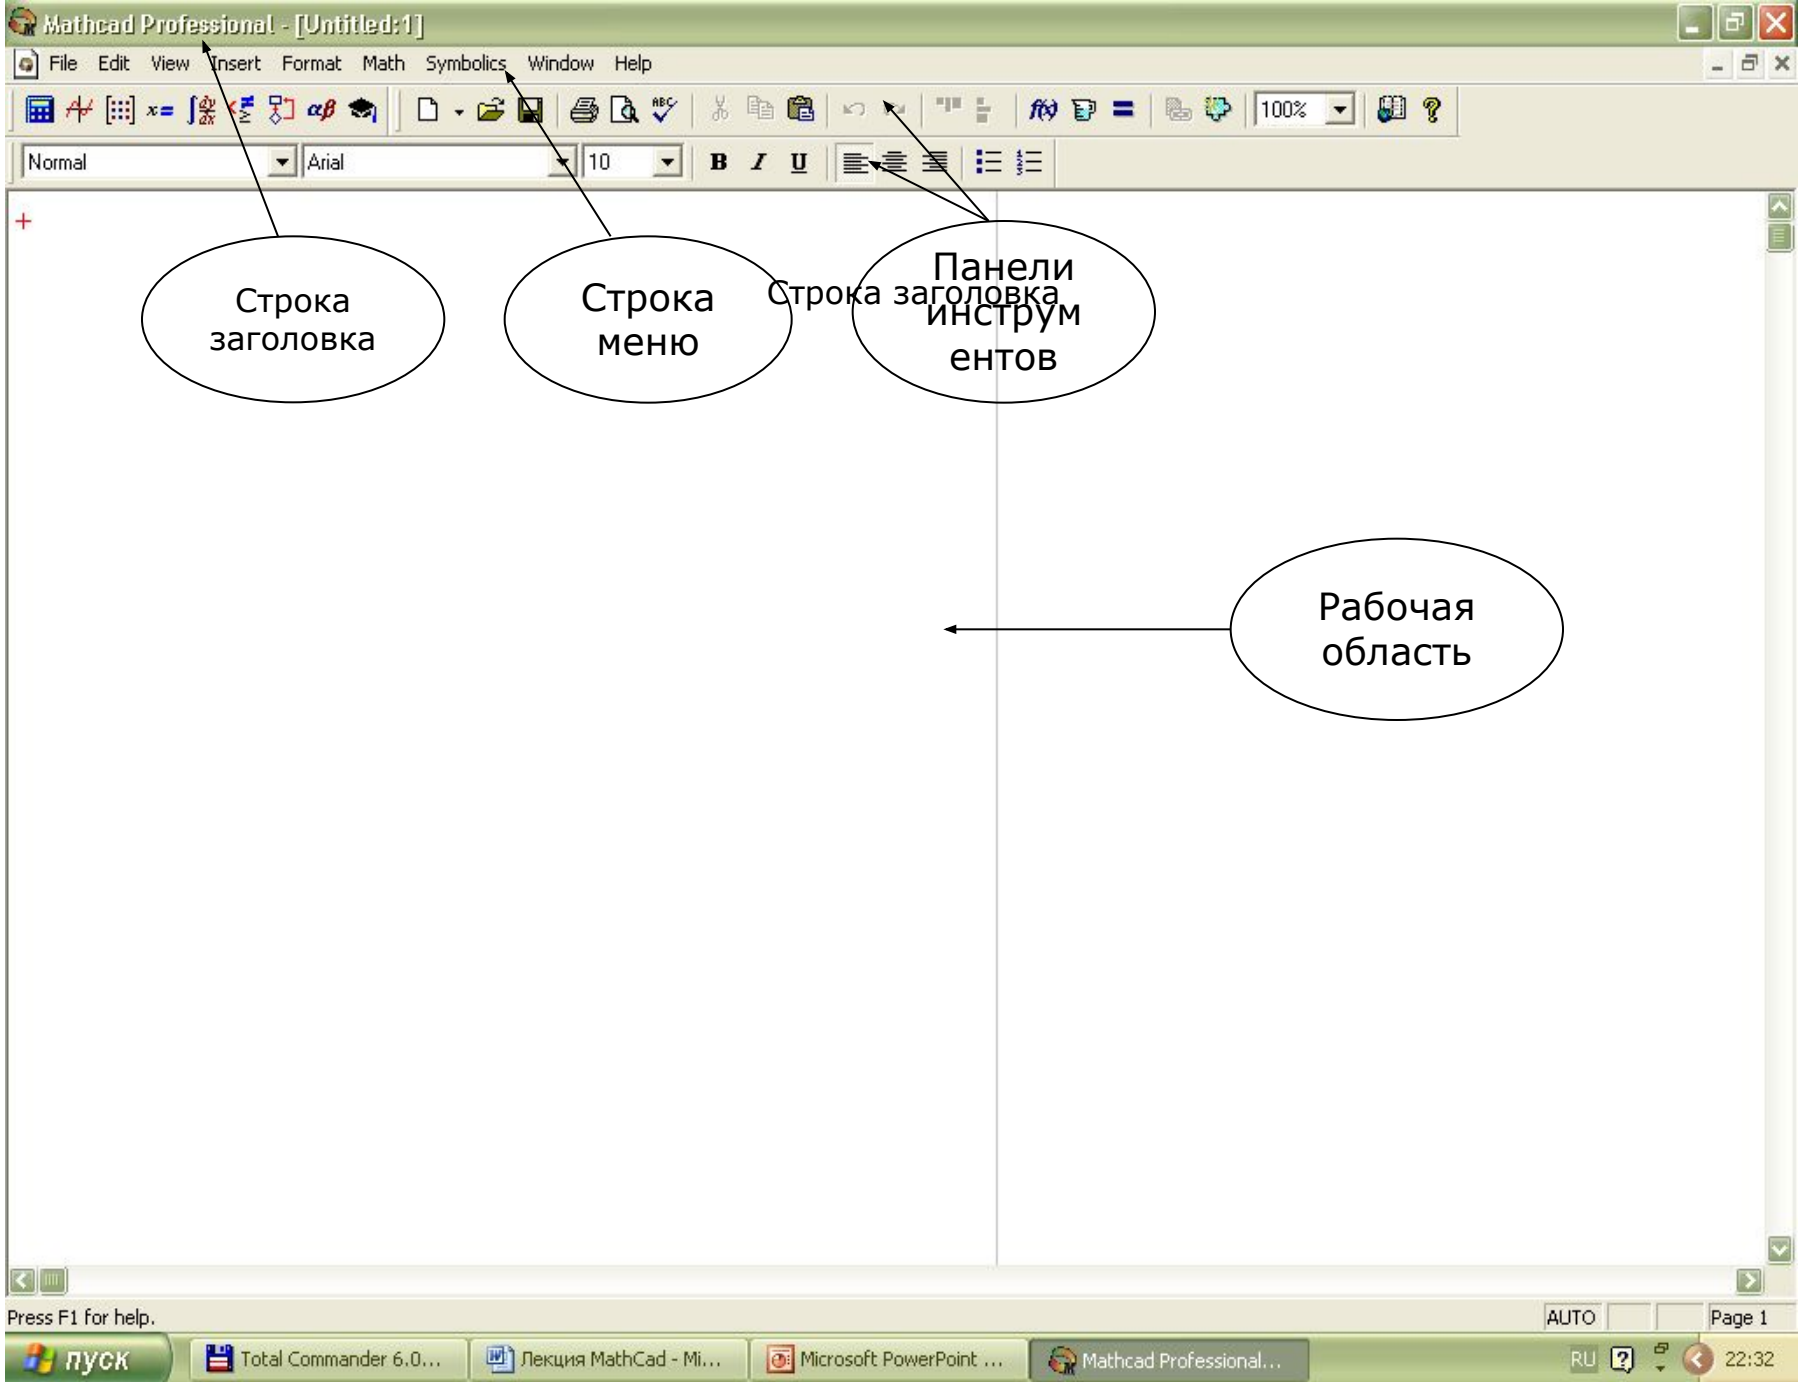 Mathcad Professional - [Untitled:1]
File Edit View Insert Format Math Symbolics Window Help
100%
Normal Arial 10 B I U
Строка
заголовка
Строка
меню
Строка заголовка
Панели
инструм
ентов
Рабочая
область
Press F1 for help. AUTO Page 1
пуск Total Commander 6.0... Лекция MathCad - Mi... Microsoft PowerPoint ... Mathcad Professional... RU 22:32